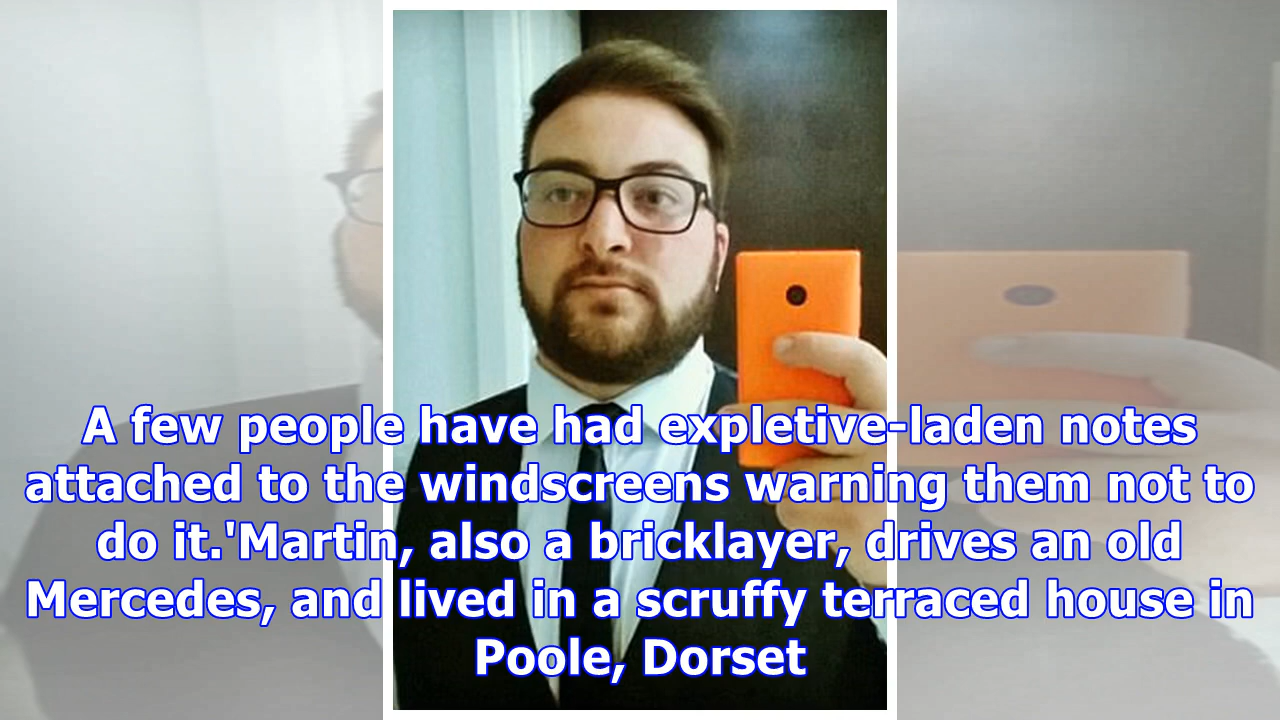 A few people have had expletive-laden notes
attached to the windscreens warning them not to
do it.'Martin, also a bricklayer, drives an old
Mercedes, and lived in a scruffy terraced house in
Poole, Dorset